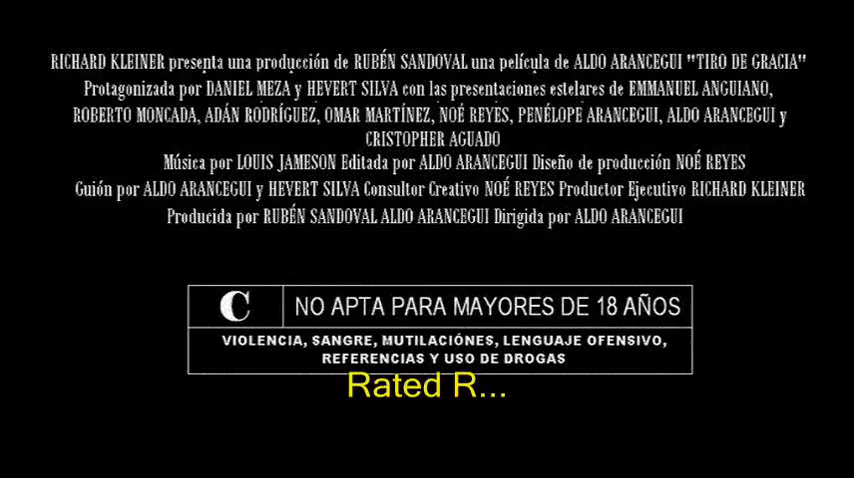 RICHARD KLEINER presenta una producción de RUBÉN SANDOVAL una película de ALDO ARANCEGUI "TIRO DE GRACIA"
Protagonizada por DANIEL MEZA y HEVERT SILVA con las presentaciones estelares de EMMANUEL ANGUIANO,
ROBERTO MONCADA, ADÁN RODRÍGUEZ, OMAR MARTÍNEZ, NOÉ REYES, PENÉLOPE ARANCEGUI, ALDO ARANCEGUI y
CRISTOPHER AGUADO
Música por LOUIS JAMESON Editada por ALDO ARANCEGUI Diseño de producción NOÉ REYES
Guión por ALDO ARANCEGUI y HEVERT SILVA Consultor Creativo NOÉ REYES Productor Ejecutivo RICHARD KLEINER
Producida por RUBÉN SANDOVAL ALDO ARANCEGUI Dirigida por ALDO ARANCEGUI
C NO APTA PARA MAYORES DE 18 AÑOS
VIOLENCIA, SANGRE, MUTILACIÓNES, LENGUAJE OFENSIVO,
REFERENCIAS Y USO DE DROGAS
Rated R...